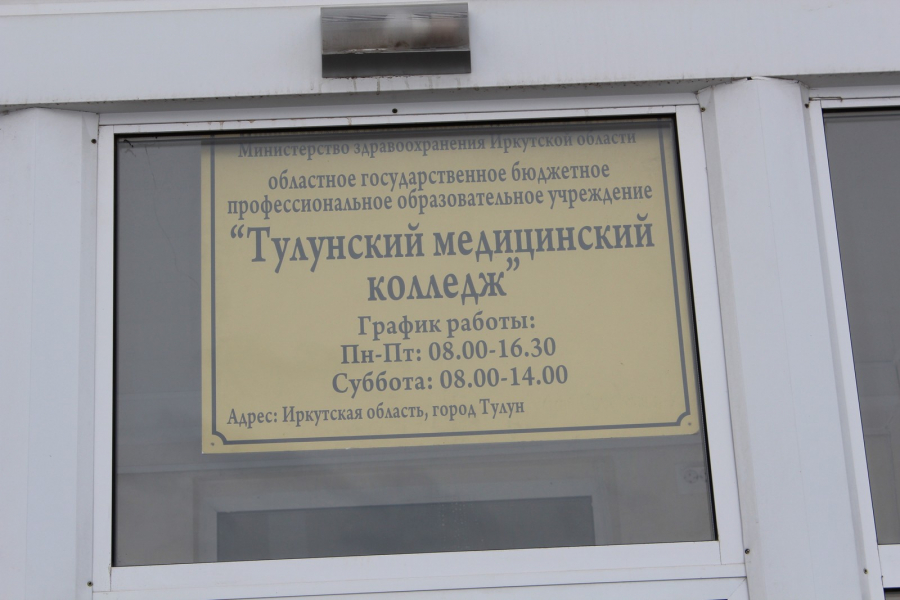 Министерство здравоохранения Иркутской области
областное государственное бюджетное
профессиональное образовательное учреждение
“Тулунский медицинский
колледж”
График работы:
Пн-Пт: 08.00-16.30
Суббота: 08.00-14.00
Адрес: Иркутская область, город Тулун